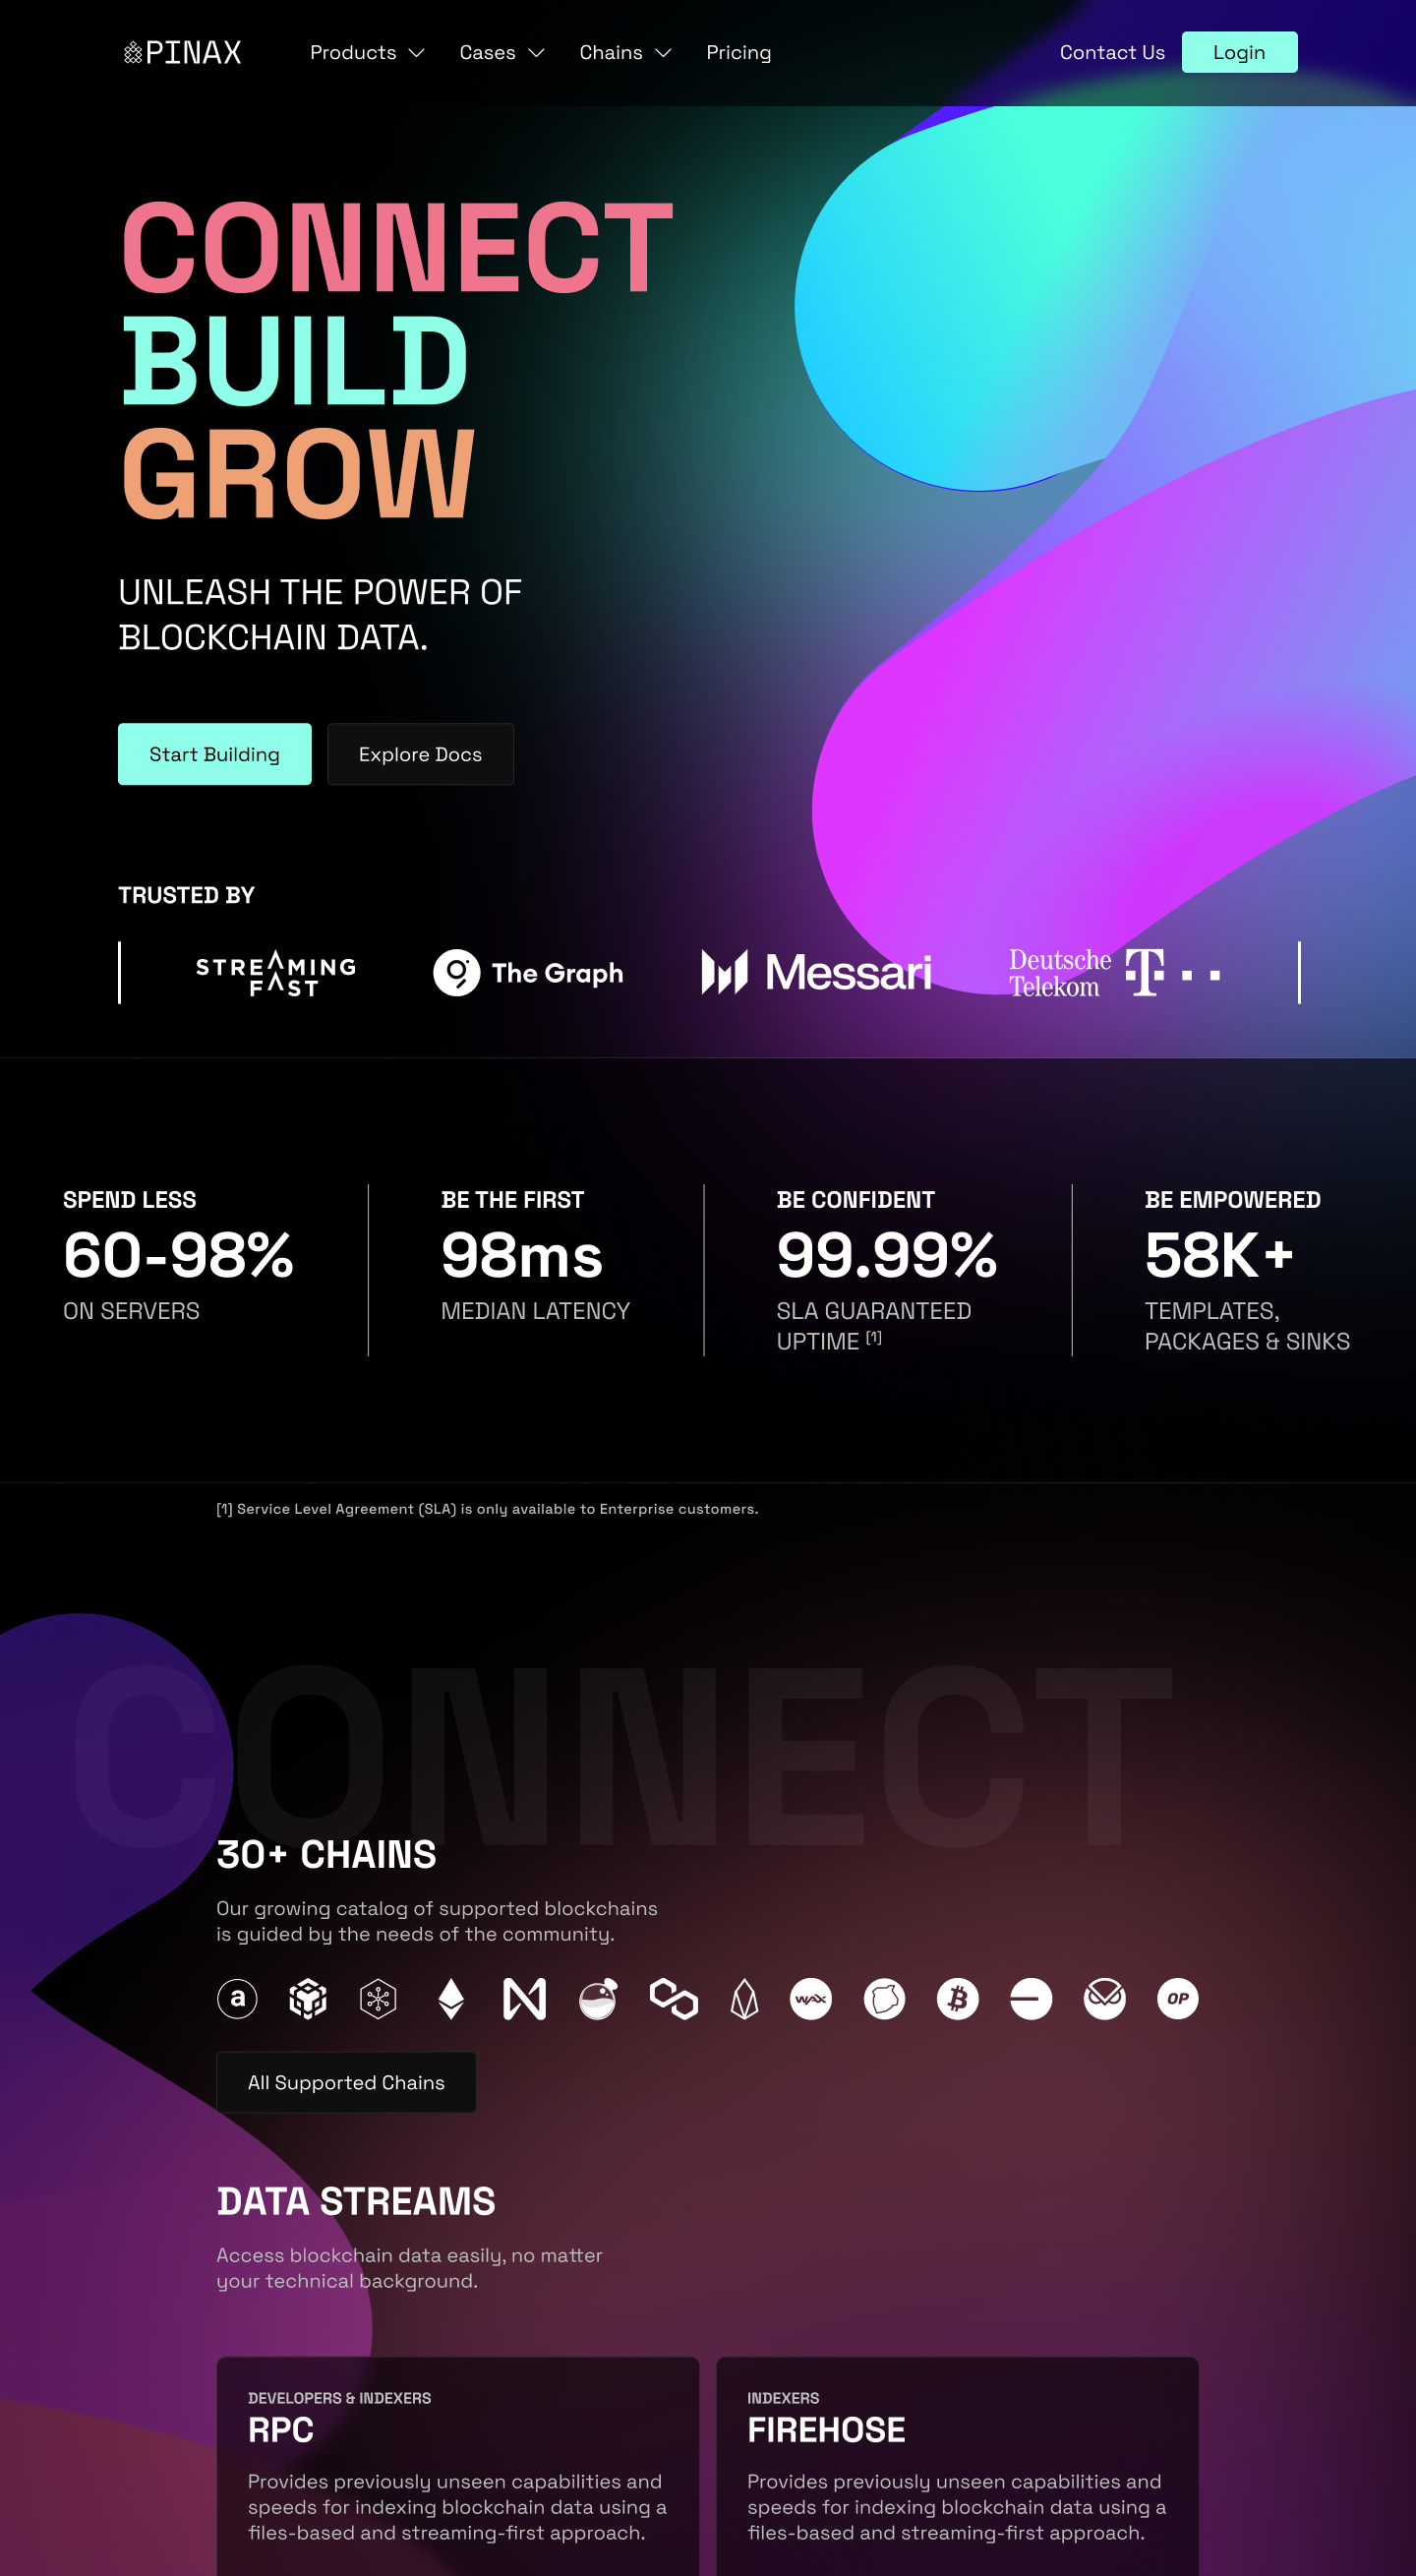 PINAX
Products
Cases
Chains
Pricing
Contact Us
Login
CONNECT
BUILD
GROW
UNLEASH THE POWER OF
BLOCKCHAIN DATA.
Start Building
Explore Docs
TRUSTED BY
STREAMING
FAST
The Graph
Messari
Deutsche
Telekom
T
SPEND LESS
60-98%
ON SERVERS
BE THE FIRST
98ms
MEDIAN LATENCY
BE CONFIDENT
99.99%
SLA GUARANTEED
UPTIME [1]
BE EMPOWERED
58K+
TEMPLATES,
PACKAGES & SINKS
[1] Service Level Agreement (SLA) is only available to Enterprise customers.
CONNECT
30+ CHAINS
Our growing catalog of supported blockchains
is guided by the needs of the community.
a
WAX
OP
All Supported Chains
DATA STREAMS
Access blockchain data easily, no matter
your technical background.
DEVELOPERS & INDEXERS
RPC
Provides previously unseen capabilities and
speeds for indexing blockchain data using a
files-based and streaming-first approach.
INDEXERS
FIREHOSE
Provides previously unseen capabilities and
speeds for indexing blockchain data using a
files-based and streaming-first approach.